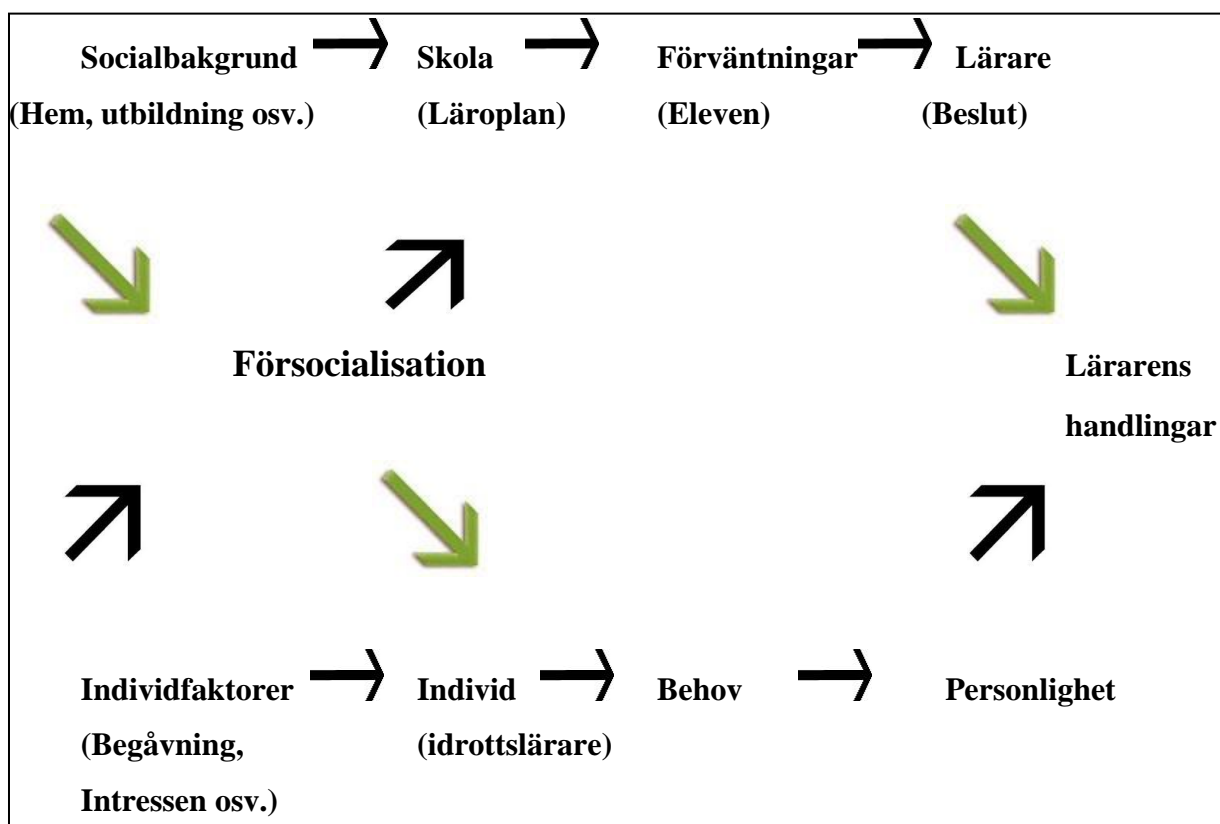 Socialbakgrund Skola Förväntningar Lärare
(Hem, utbildning osv.) (Läroplan) (Eleven) (Beslut)
Försocialisation Lärarens
handlingar
Individfaktorer Individ Behov Personlighet
(Begåvning, (idrottslärare)
Intressen osv.)